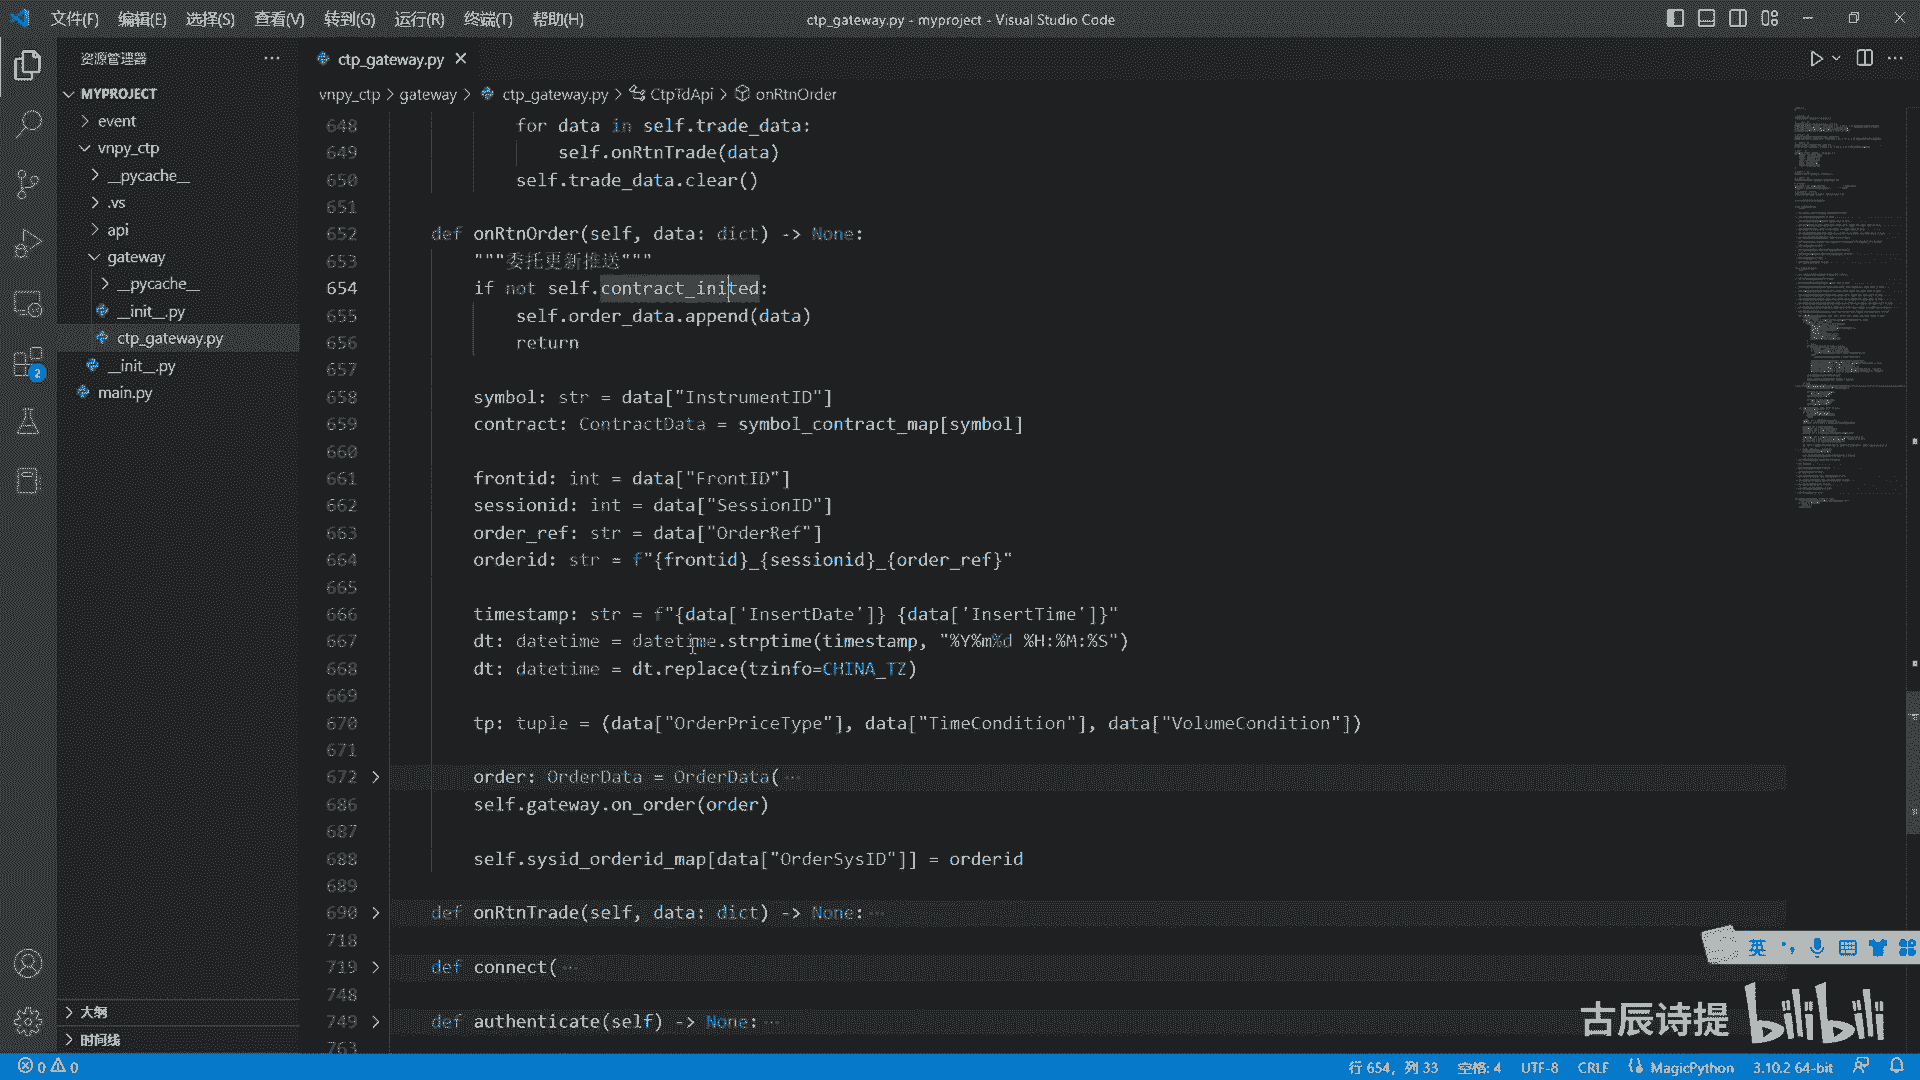 文件(F) 编辑(E) 选择(S) 查看(V) 转到(G) 运行(R) 终端(T) 帮助(H) ctp_gateway.py - myproject - Visual Studio Code
资源管理器
MYPROJECT
event
vnpy_ctp
__pycache__
.vs
api
gateway
__pycache__
__init__.py
ctp_gateway.py
__init__.py
main.py
大纲
时间线
2
ctp_gateway.py
vnpy_ctp > gateway > ctp_gateway.py > CtpTdApi > onRtnOrder
648 for data in self.trade_data:
649 self.onRtnTrade(data)
650 self.trade_data.clear()
651
652 def onRtnOrder(self, data: dict) -> None:
653 """委托更新推送"""
654 if not self.contract_inited:
655 self.order_data.append(data)
656 return
657
658 symbol: str = data["InstrumentID"]
659 contract: ContractData = symbol_contract_map[symbol]
660
661 frontid: int = data["FrontID"]
662 sessionid: int = data["SessionID"]
663 order_ref: str = data["OrderRef"]
664 orderid: str = f"{frontid}_{sessionid}_{order_ref}"
665
666 timestamp: str = f"{data['InsertDate']} {data['InsertTime']}"
667 dt: datetime = datetime.strptime(timestamp, "%Y%m%d %H:%M:%S")
668 dt: datetime = dt.replace(tzinfo=CHINA_TZ)
669
670 tp: tuple = (data["OrderPriceType"], data["TimeCondition"], data["VolumeCondition"])
671
672 order: OrderData = OrderData(…
686 self.gateway.on_order(order)
687
688 self.sysid_orderid_map[data["OrderSysID"]] = orderid
689
690 def onRtnTrade(self, data: dict) -> None:…
718
719 def connect(…
748
749 def authenticate(self) -> None:…
763
英
古辰诗提 bilibili
0 0 行 654，列 33 空格: 4 UTF-8 CRLF MagicPython 3.10.2 64-bit